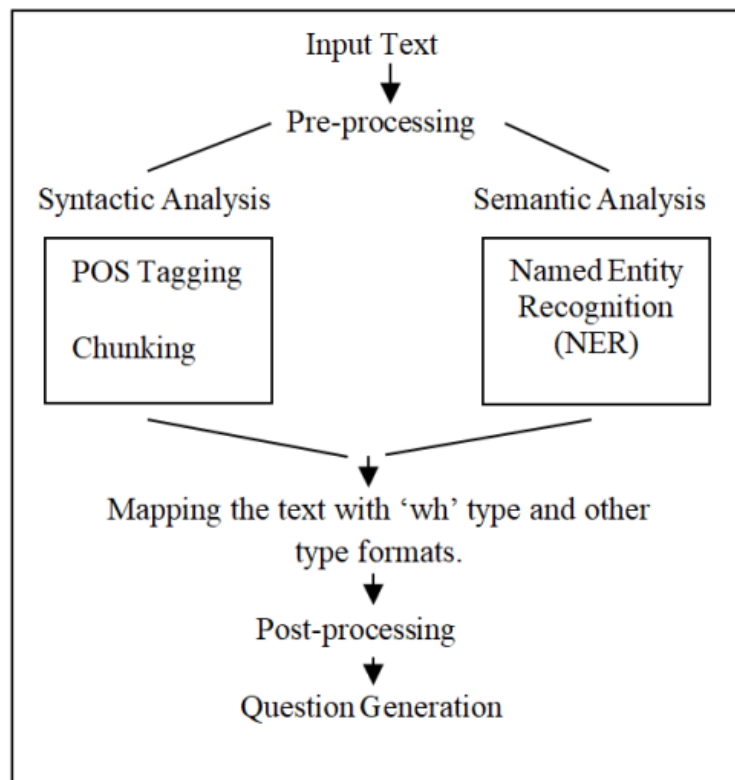 Input Text
Pre-processing
Syntactic Analysis
Semantic Analysis
POS Tagging
Chunking
Named Entity
Recognition
(NER)
Mapping the text with ‘wh’ type and other
type formats.
Post-processing
Question Generation